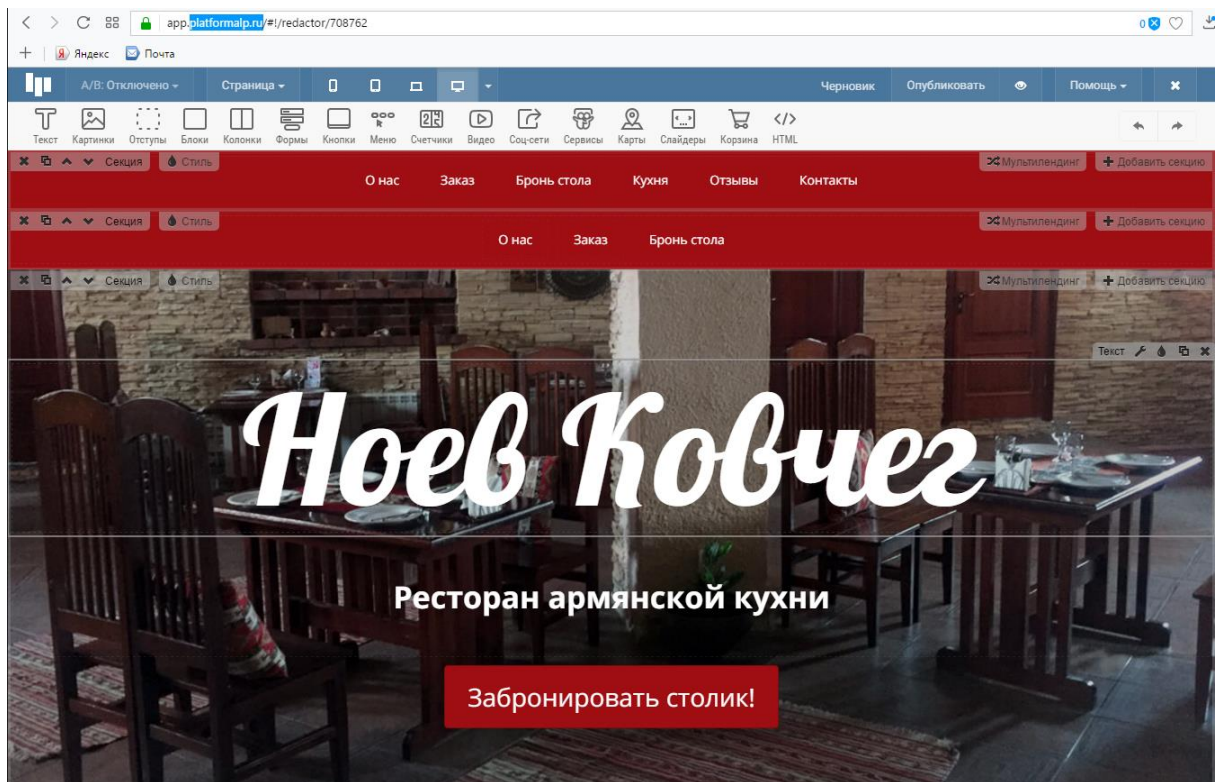 app.platformalp.ru/#!/redactor/708762
0
Я Яндекс Почта
A/B: Отключено Страница Черновик Опубликовать Помощь
Текст Картинки Отступы Блоки Колонки Формы Кнопки Меню Счетчики Видео Соц-сети Сервисы Карты Слайдеры Корзина HTML
Секция Стиль Мультилендинг Добавить секцию
О нас Заказ Бронь стола Кухня Отзывы Контакты
Секция Стиль Мультилендинг Добавить секцию
О нас Заказ Бронь стола
Секция Стиль Мультилендинг Добавить секцию
Текст
Ноев Ковчег
Ресторан армянской кухни
Забронировать столик!